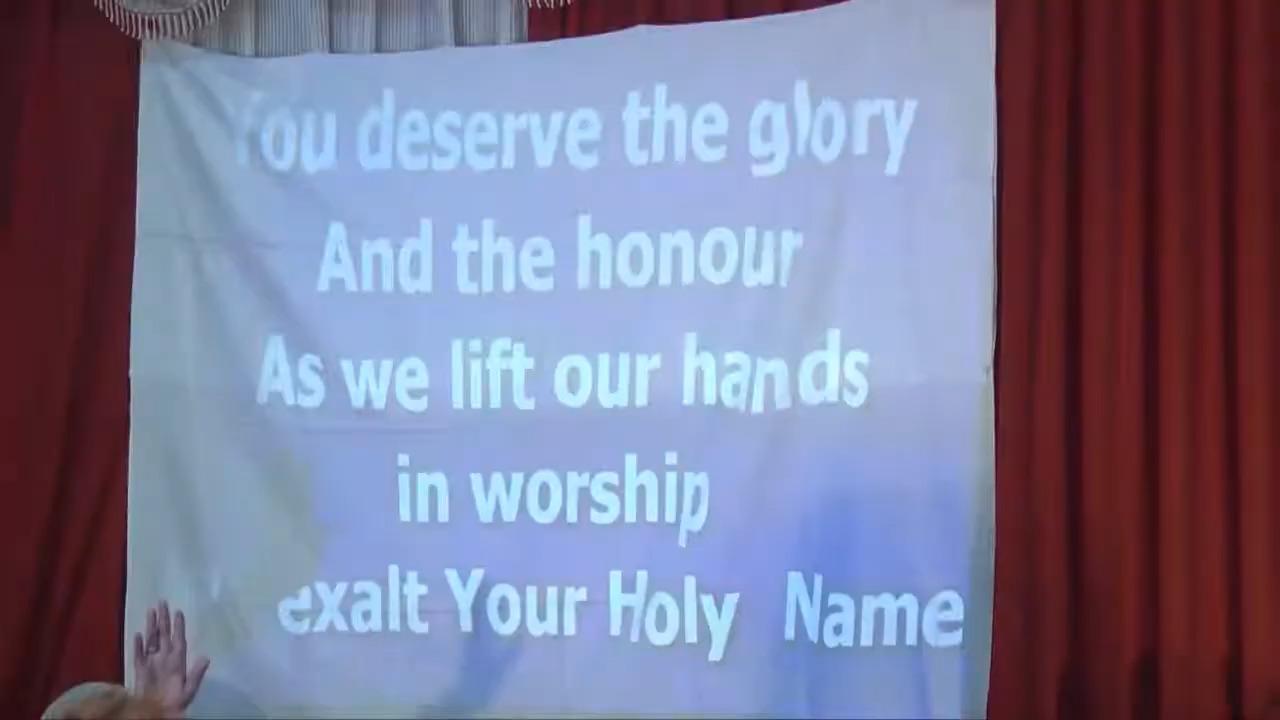 You deserve the glory
And the honour
As we lift our hands
in worship
exalt Your Holy Name